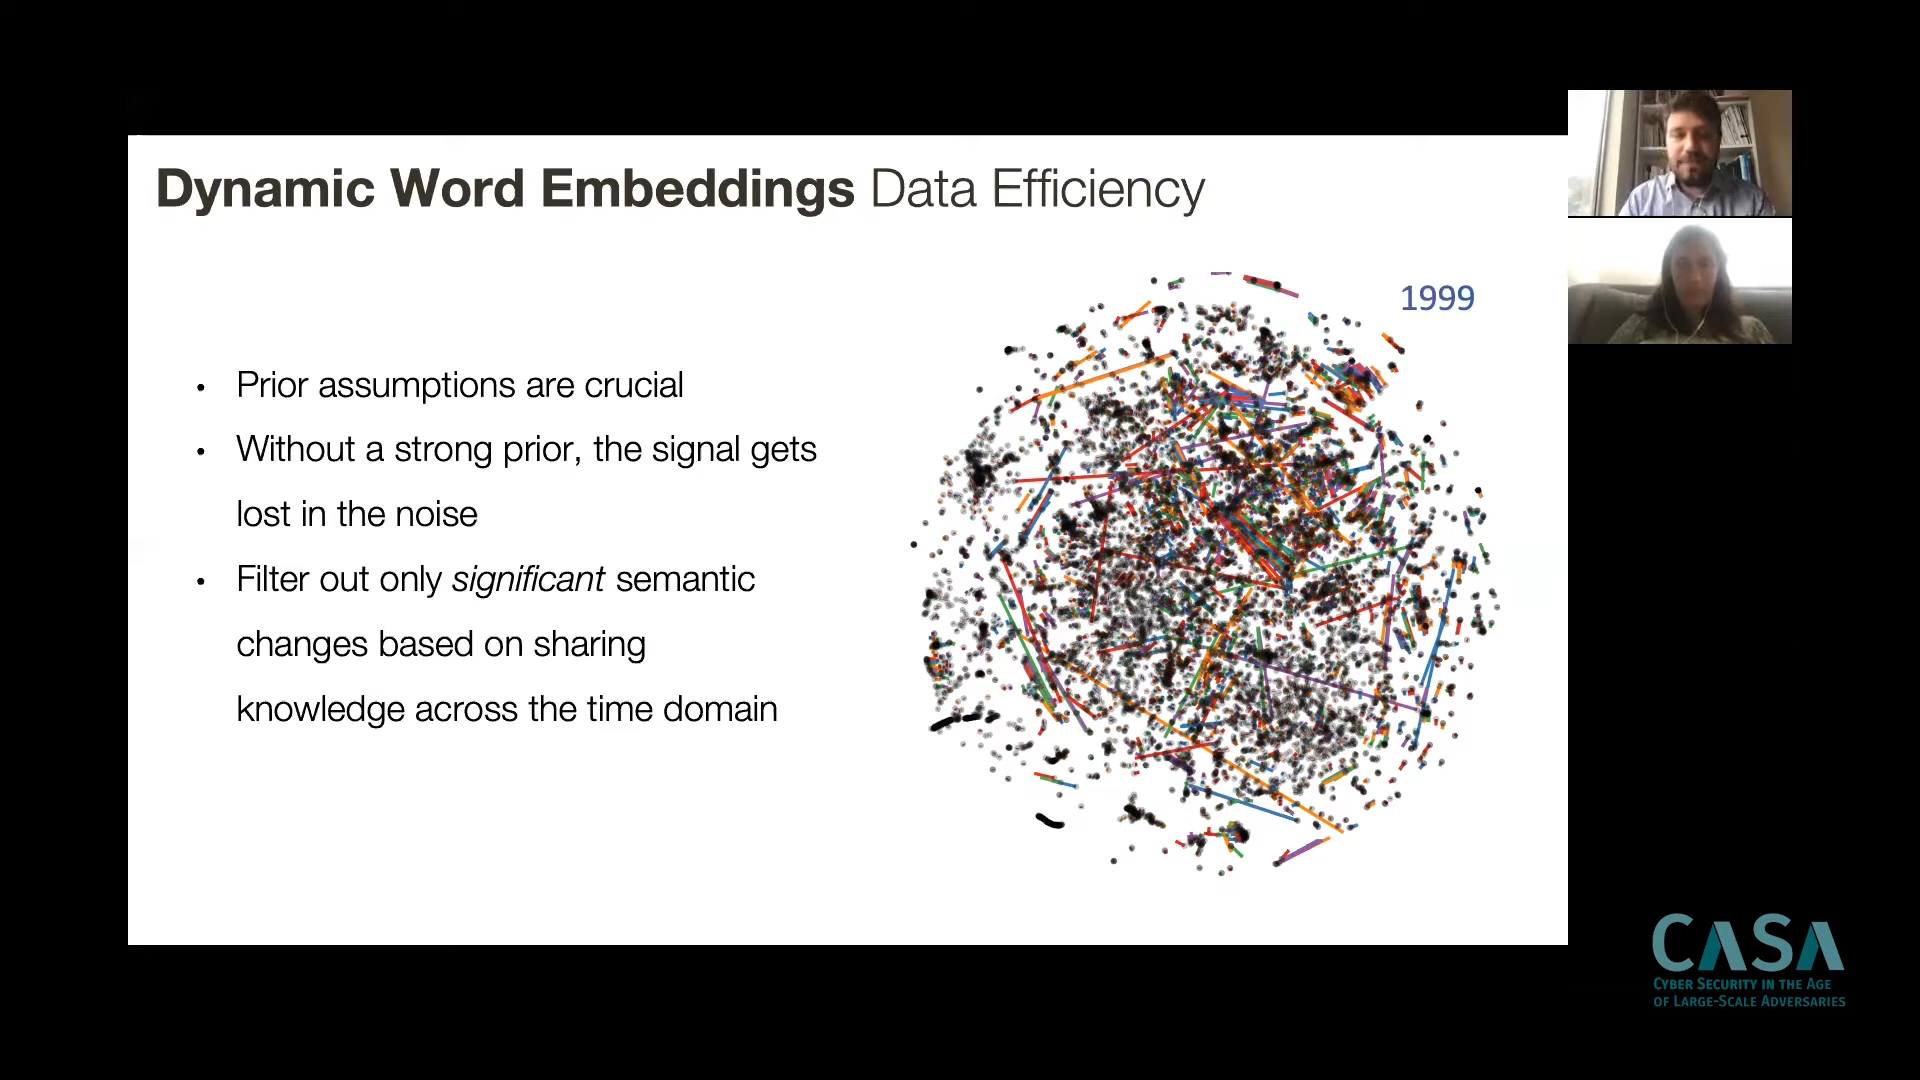 Dynamic Word Embeddings Data Efficiency
1999
• Prior assumptions are crucial
• Without a strong prior, the signal gets
lost in the noise
• Filter out only significant semantic
changes based on sharing
knowledge across the time domain
CASA
CYBER SECURITY IN THE AGE
OF LARGE-SCALE ADVERSARIES